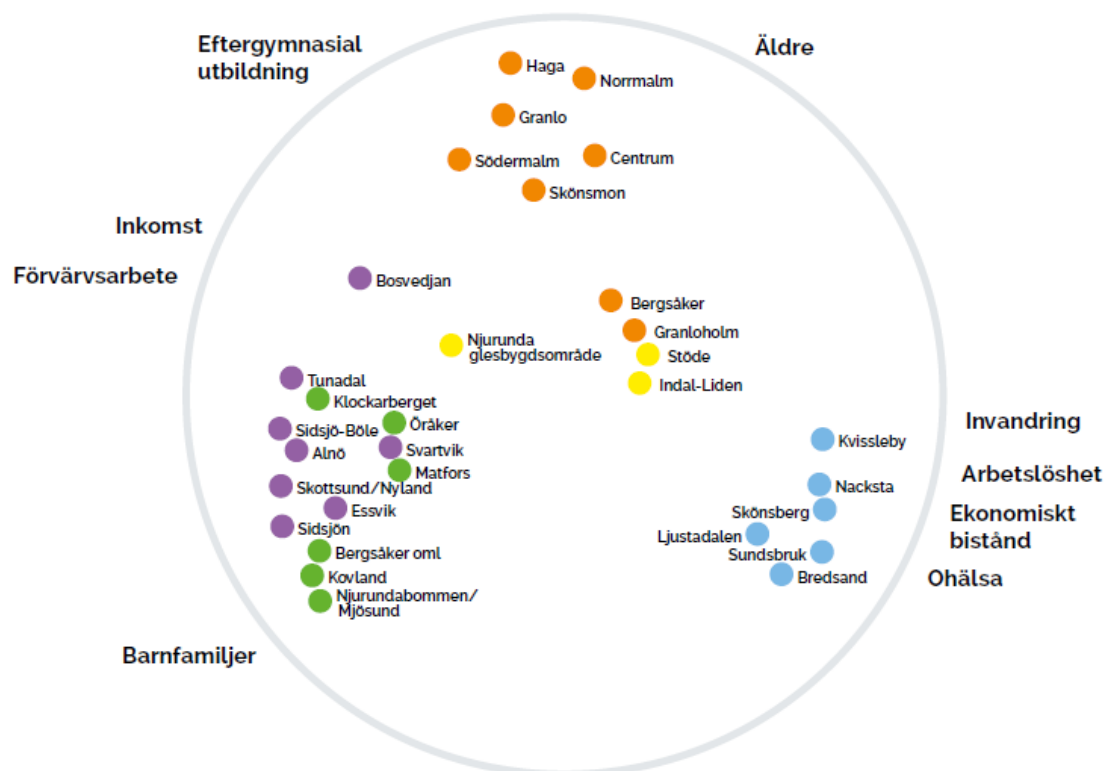 Eftergymnasial
utbildning
Äldre
Haga
Norrmalm
Granlo
Södermalm
Centrum
Skönsmon
Inkomst
Förvärvsarbete
Bosvedjan
Bergsåker
Granloholm
Njurunda
glesbygdsområde
Stöde
Indal-Liden
Tunadal
Klockarberget
Öråker
Sidsjö-Böle
Svartvik
Alnö
Matfors
Skottsund/Nyland
Essvik
Sidsjön
Bergsåker oml
Kovland
Njurundabommen/
Mjösund
Barnfamiljer
Invandring
Kvissleby
Arbetslöshet
Nacksta
Skönsberg
Ekonomiskt
bistånd
Ljustadalen
Sundsbruk
Bredsand
Ohälsa